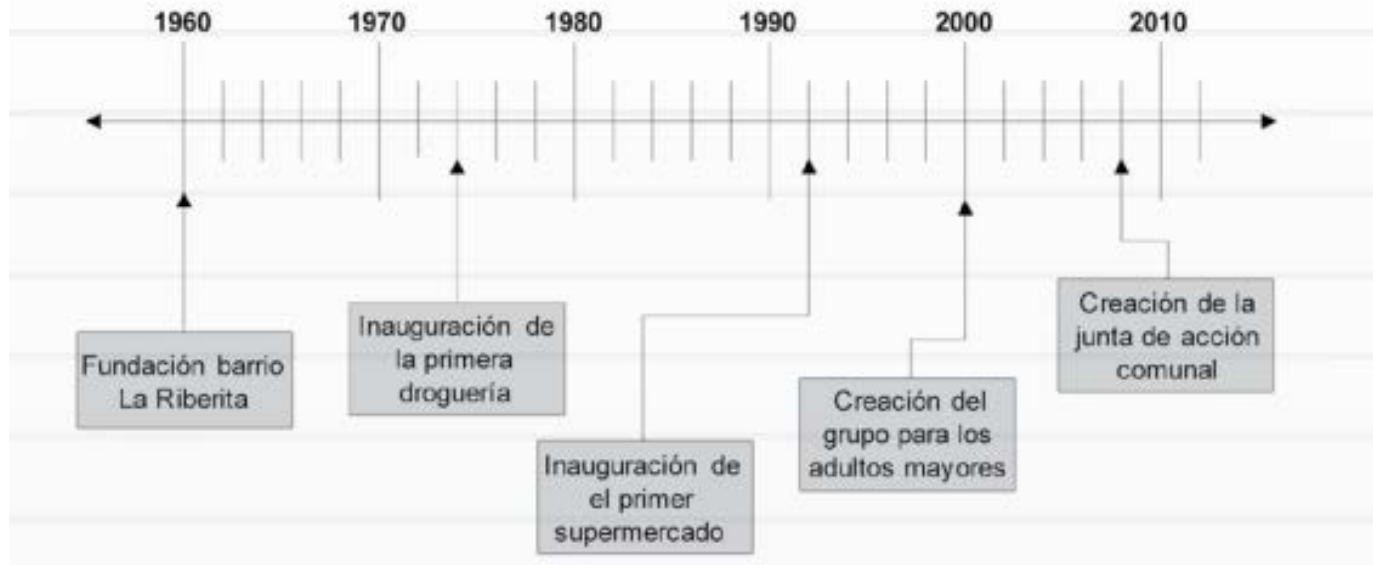 1960 1970 1980 1990 2000 2010
Fundación barrio
La Riberita
Inauguración de
la primera
droguería
Inauguración de
el primer
supermercado
Creación del
grupo para los
adultos mayores
Creación de la
junta de acción
comunal